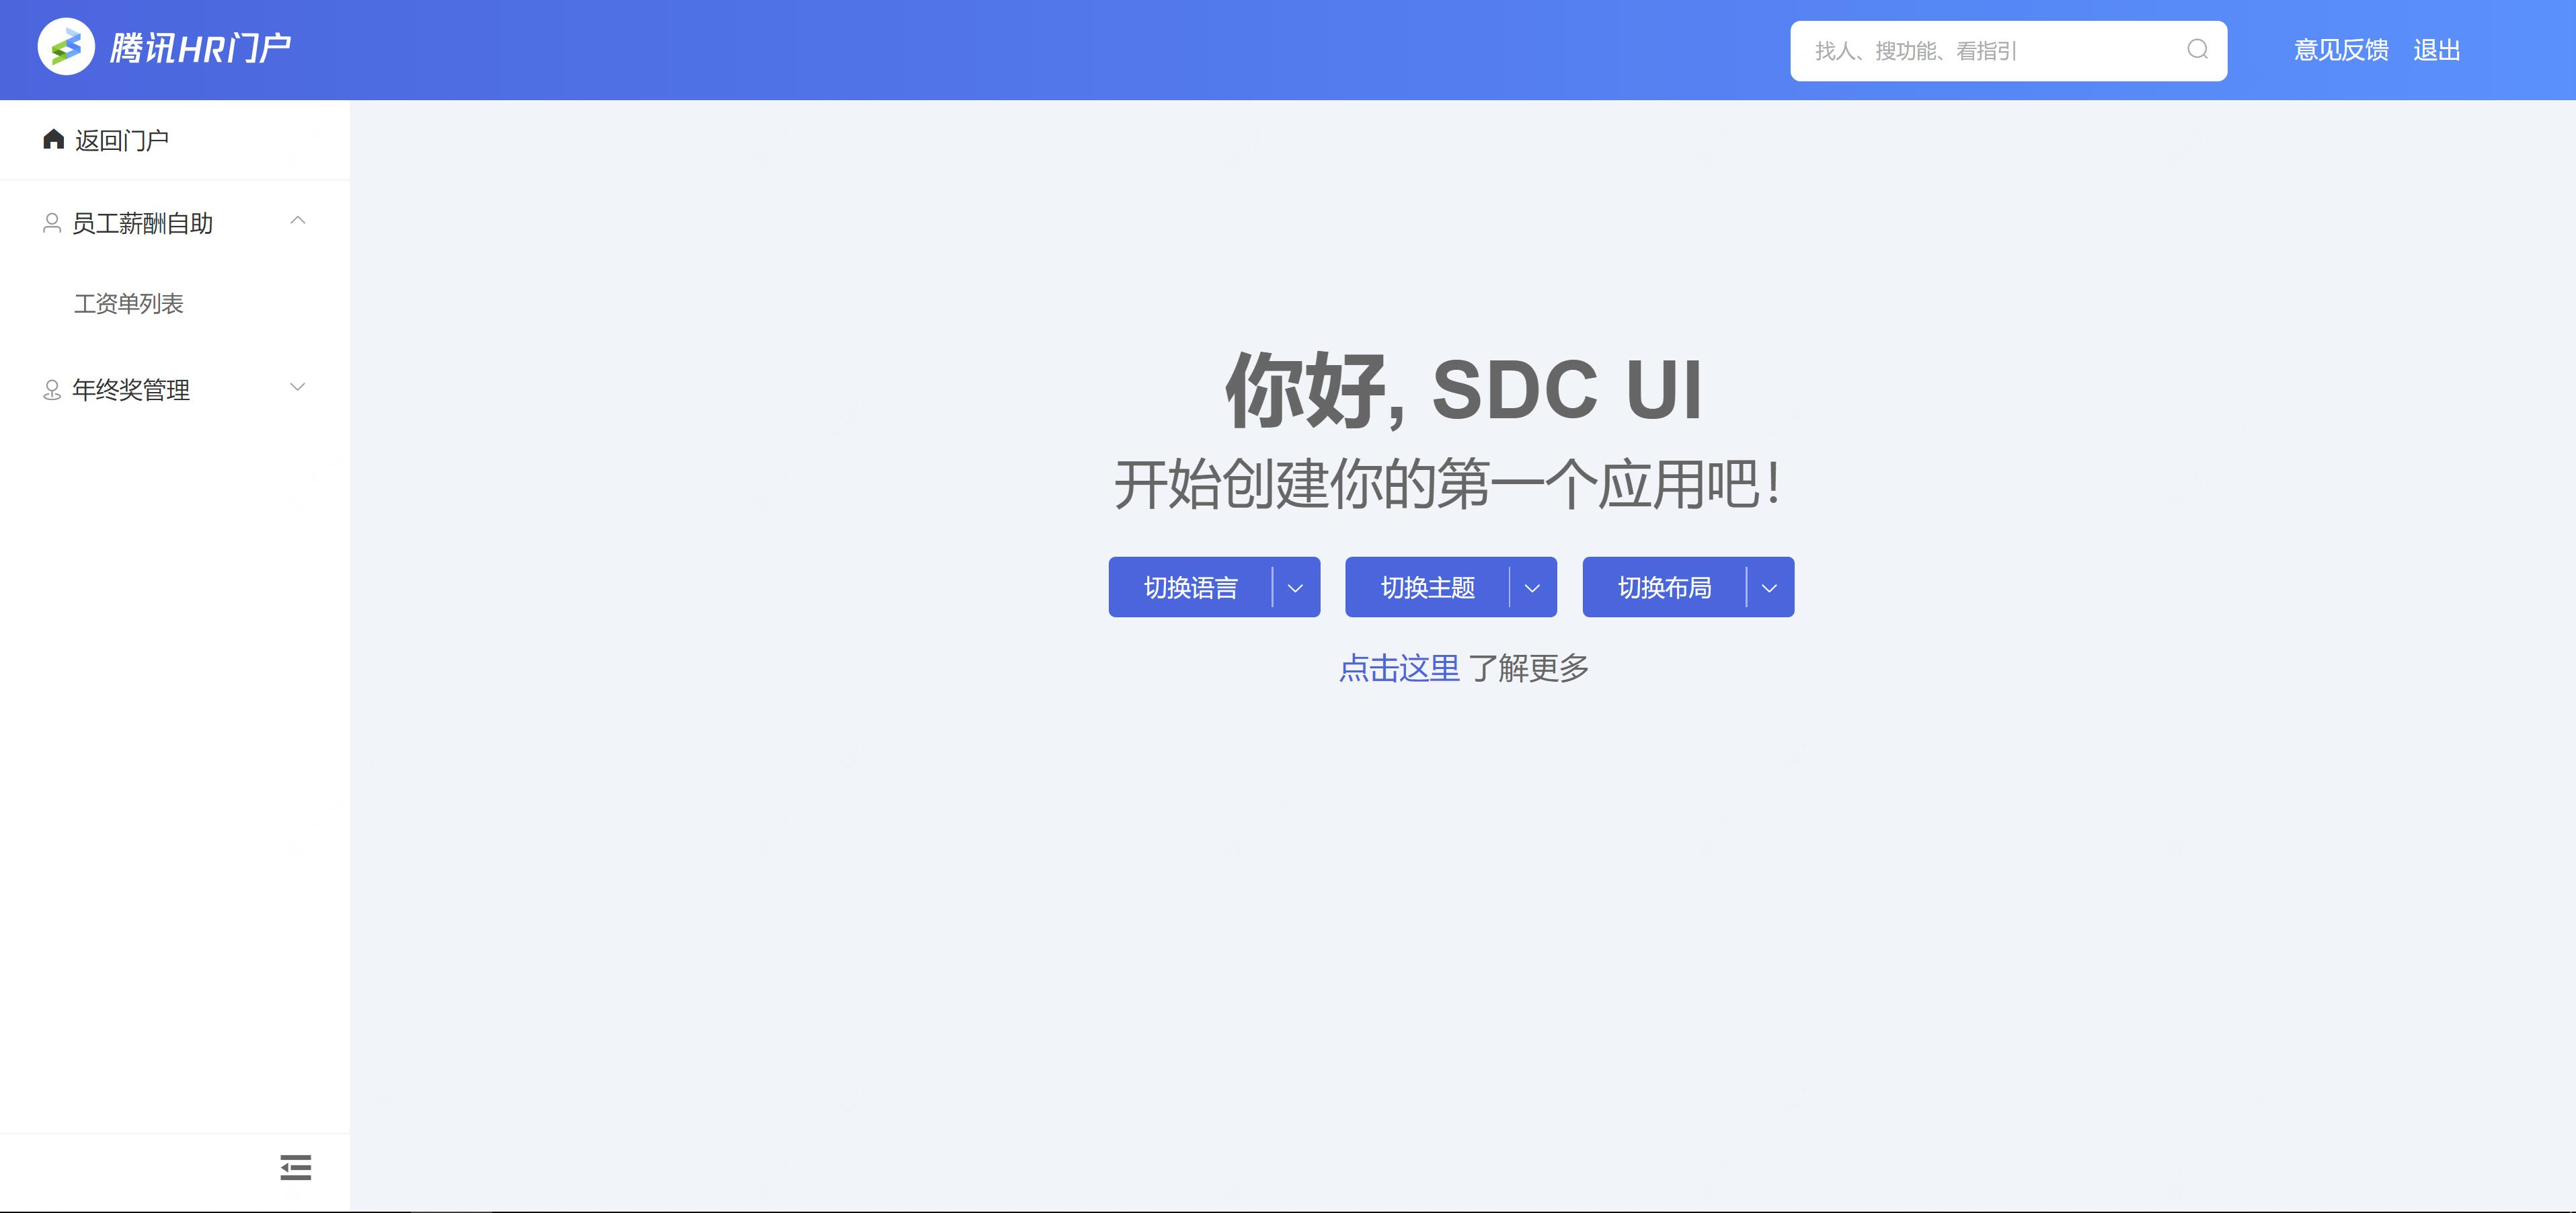 腾讯HR门户
找人、搜功能、看指引
意见反馈 退出
返回门户
员工薪酬自助
工资单列表
年终奖管理
你好, SDC UI
开始创建你的第一个应用吧！
切换语言 切换主题 切换布局
点击这里 了解更多